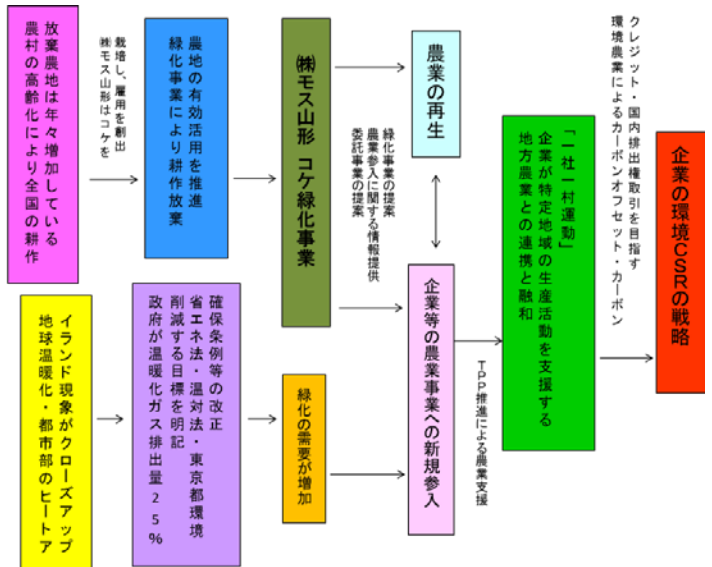 農村の高齢化により全国の耕作
放棄農地は年々増加している
㈱モス山形はコケを
栽培し、雇用を創出
緑化事業により耕作放棄
農地の有効活用を推進
㈱モス山形 コケ緑化事業
農業の再生
緑化事業の提案
農業参入に関する情報提供
委託事業の提案
地球温暖化・都市部のヒートア
イランド現象がクローズアップ
政府が温暖化ガス排出量25%
削減する目標を明記
省エネ法・温対法・東京都環境
確保条例等の改正
緑化の需要が増加
企業等の農業事業への新規参入
TPP推進による農業支援
「一社一村運動」
企業が特定地域の生産活動を支援する
地方農業との連携と融和
環境農業によるカーボンオフセット・カーボン
クレジット・国内排出権取引を目指す
企業の環境CSRの戦略